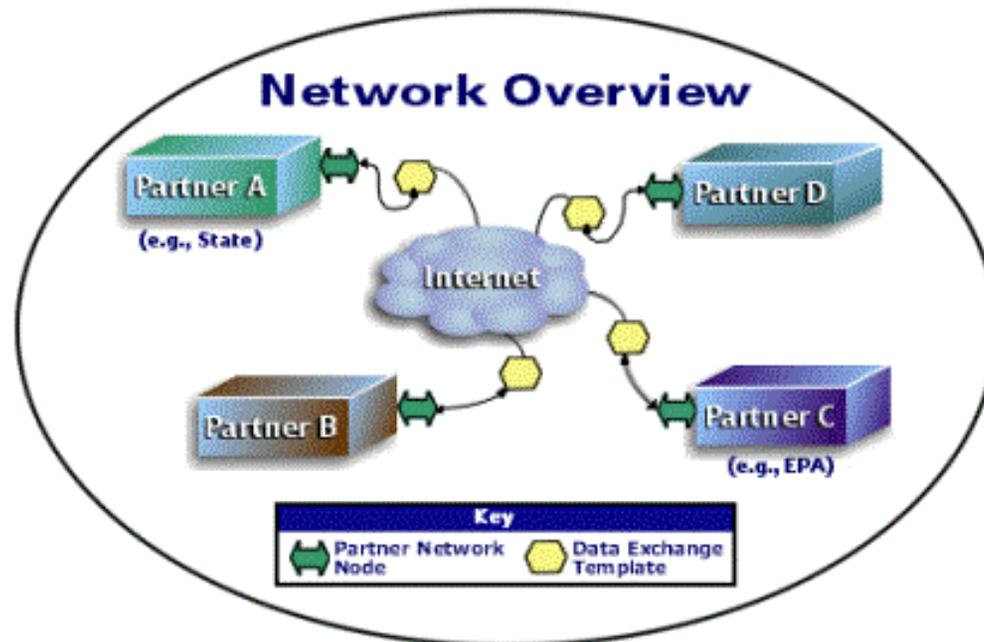 Network Overview
Partner A
(e.g., State)
Partner D
Internet
Partner B
Partner C
(e.g., EPA)
Key
Partner Network
Node
Data Exchange
Template